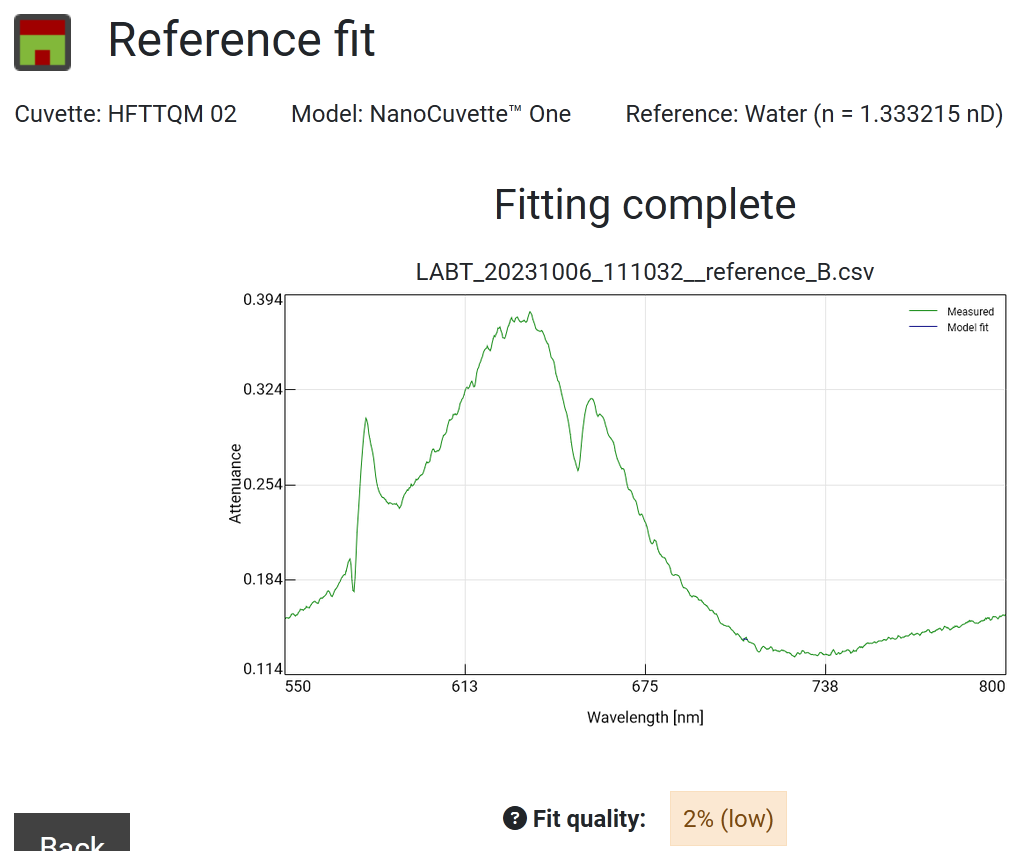 Reference fit
Cuvette: HFTTQM 02 Model: NanoCuvette™ One Reference: Water (n = 1.333215 nD)
Fitting complete
LABT_20231006_111032__reference_B.csv
0.394
Measured
Model fit
0.324
Attenuance
0.254
0.184
0.114
550 613 675 738 800
Wavelength [nm]
? Fit quality: 2% (low)
Back